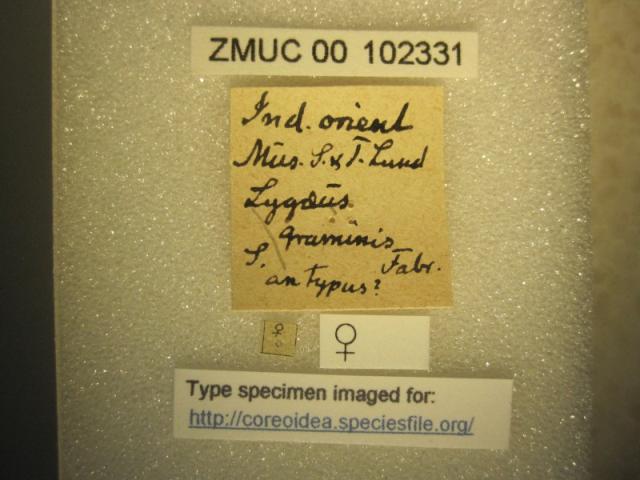 ZMUC 00 102331
Ind. orient
Mus. S. & T. Lund
Lygæus
graminis
Fabr.
S.
an typus?
♀
♀
Type specimen imaged for:
http://coreoidea.speciesfile.org/